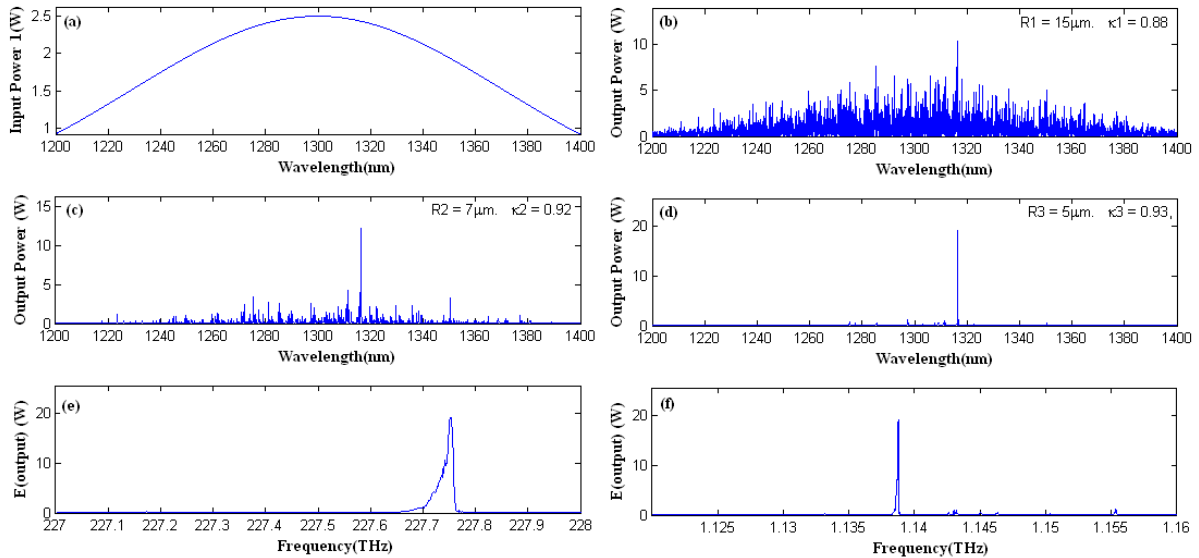 Input Power 1(W)
2.5
2
1.5
1
(a)
1200 1220 1240 1260 1280 1300 1320 1340 1360 1380 1400
Wavelength(nm)
Output Power (W)
10
5
0
(b)
R1 = 15μm. κ1 = 0.88
1200 1220 1240 1260 1280 1300 1320 1340 1360 1380 1400
Wavelength(nm)
Output Power (W)
15
10
5
0
(c)
R2 = 7μm. κ2 = 0.92
1200 1220 1240 1260 1280 1300 1320 1340 1360 1380 1400
Wavelength(nm)
Output Power (W)
20
10
0
(d)
R3 = 5μm. κ3 = 0.93,
1200 1220 1240 1260 1280 1300 1320 1340 1360 1380 1400
Wavelength(nm)
E(output) (W)
20
10
0
(e)
227 227.1 227.2 227.3 227.4 227.5 227.6 227.7 227.8 227.9 228
Frequency(THz)
E(output) (W)
20
10
0
(f)
1.125 1.13 1.135 1.14 1.145 1.15 1.155 1.16
Frequency(THz)